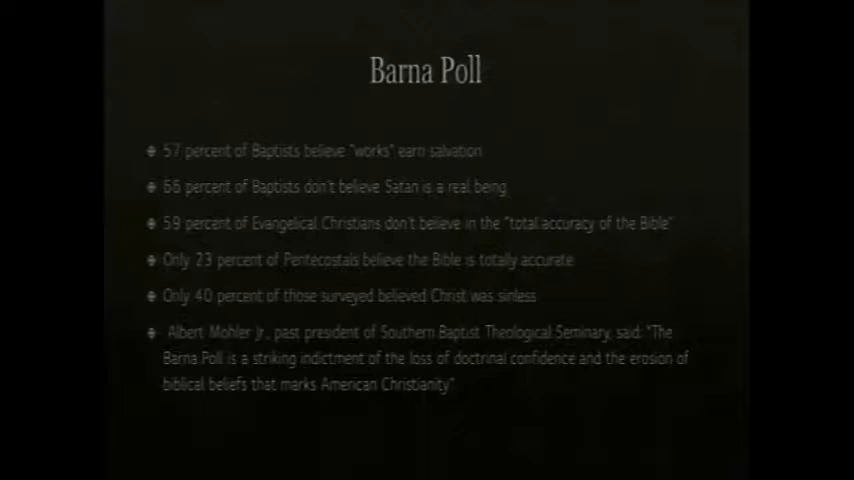 Barna Poll
57 percent of Baptists believe "works" earn salvation
66 percent of Baptists don't believe Satan is a real being
59 percent of Evangelical Christians don't believe in the "total accuracy of the Bible"
Only 23 percent of Pentecostals believe the Bible is totally accurate
Only 40 percent of those surveyed believed Christ was sinless
Albert Mohler Jr., past president of Southern Baptist Theological Seminary, said: "The
Barna Poll is a striking indictment of the loss of doctrinal confidence and the erosion of
biblical beliefs that marks American Christianity"